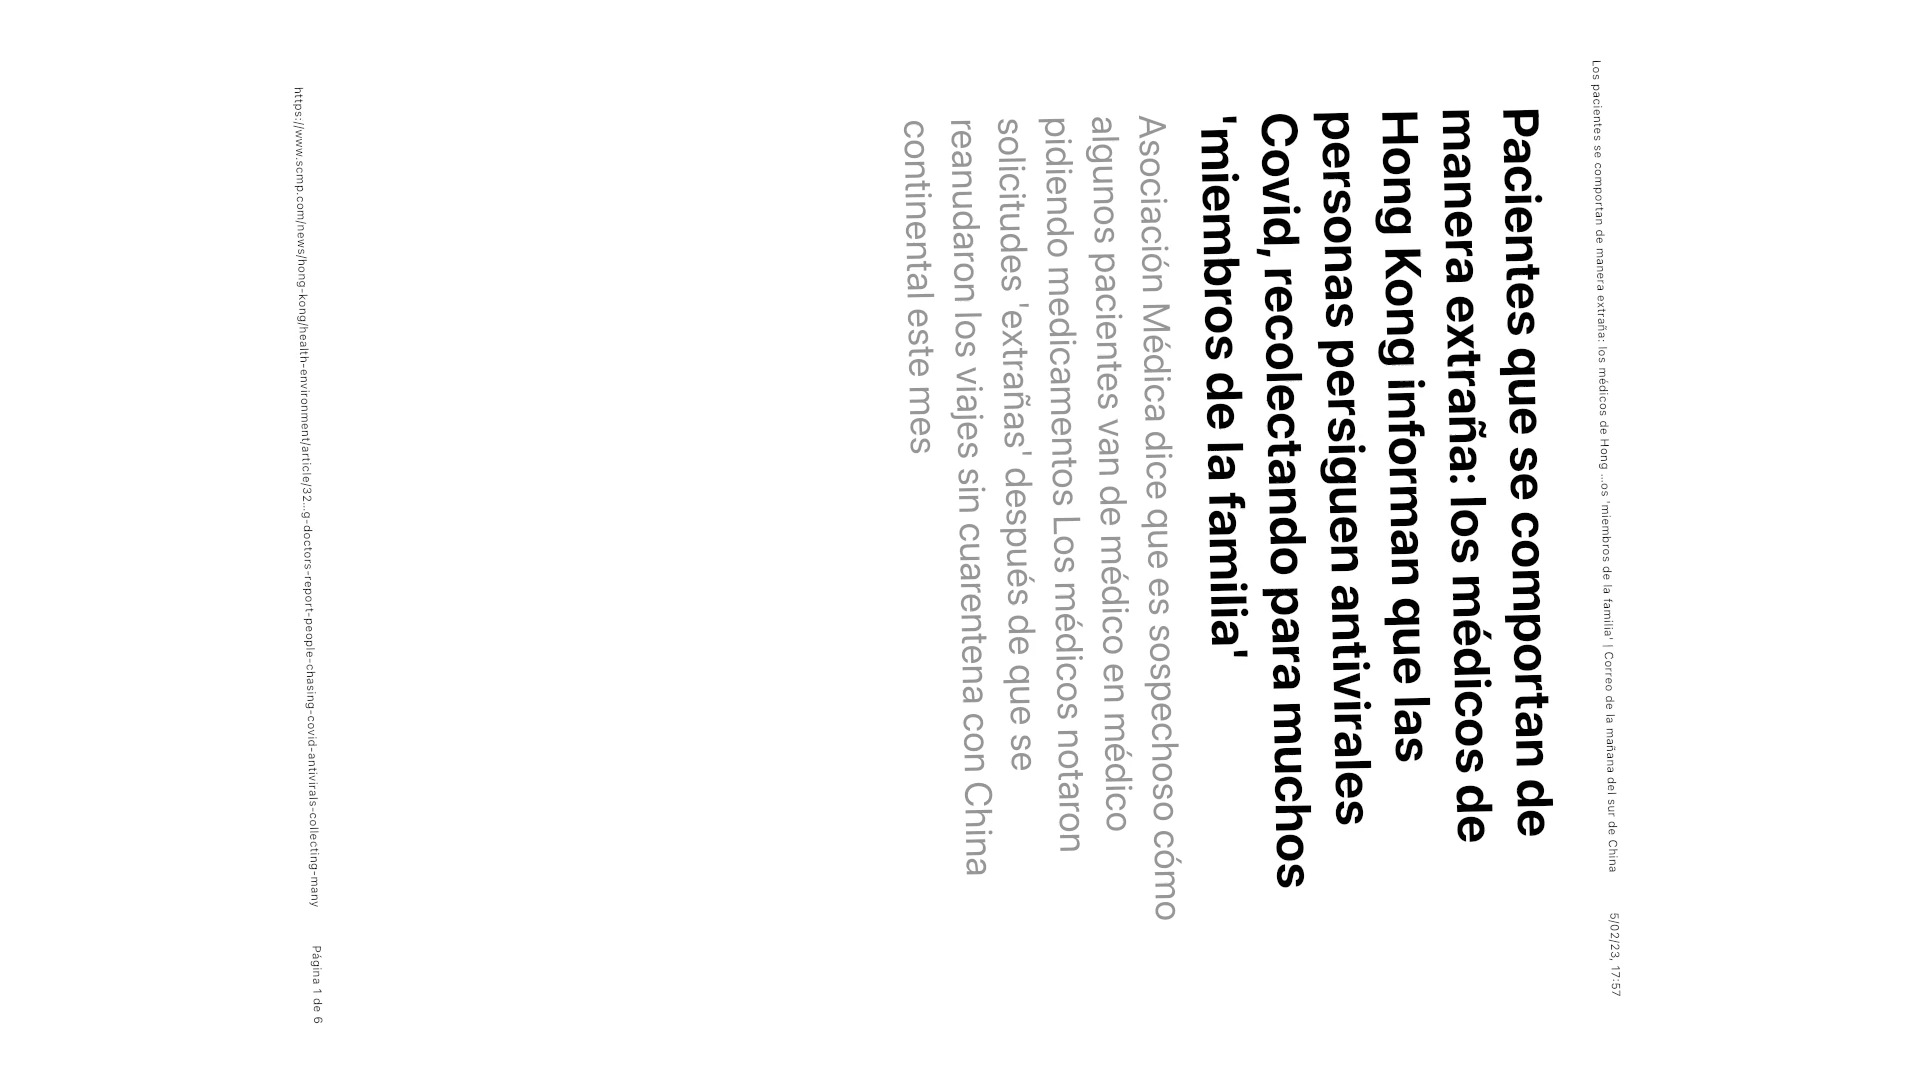 Los pacientes se comportan de manera extraña: los médicos de Hong ...os 'miembros de la familia' | Correo de la mañana del sur de China 5/02/23, 17:57
Pacientes que se comportan de
manera extraña: los médicos de
Hong Kong informan que las
personas persiguen antivirales
Covid, recolectando para muchos
'miembros de la familia'
Asociación Médica dice que es sospechoso cómo
algunos pacientes van de médico en médico
pidiendo medicamentos Los médicos notaron
solicitudes 'extrañas' después de que se
reanudaron los viajes sin cuarentena con China
continental este mes
https://www.scmp.com/news/hong-kong/health-environment/article/32...g-doctors-report-people-chasing-covid-antivirals-collecting-many Página 1 de 6